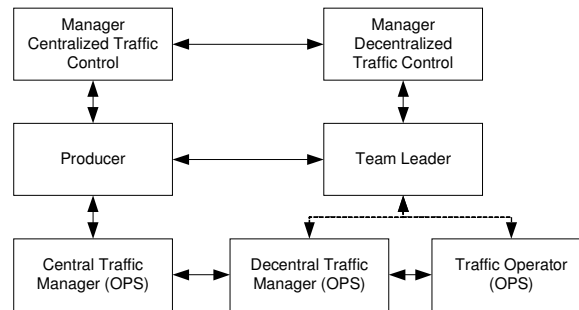 Manager
Centralized Traffic
Control
Manager
Decentralized
Traffic Control
Producer
Team Leader
Central Traffic
Manager (OPS)
Decentral Traffic
Manager (OPS)
Traffic Operator
(OPS)